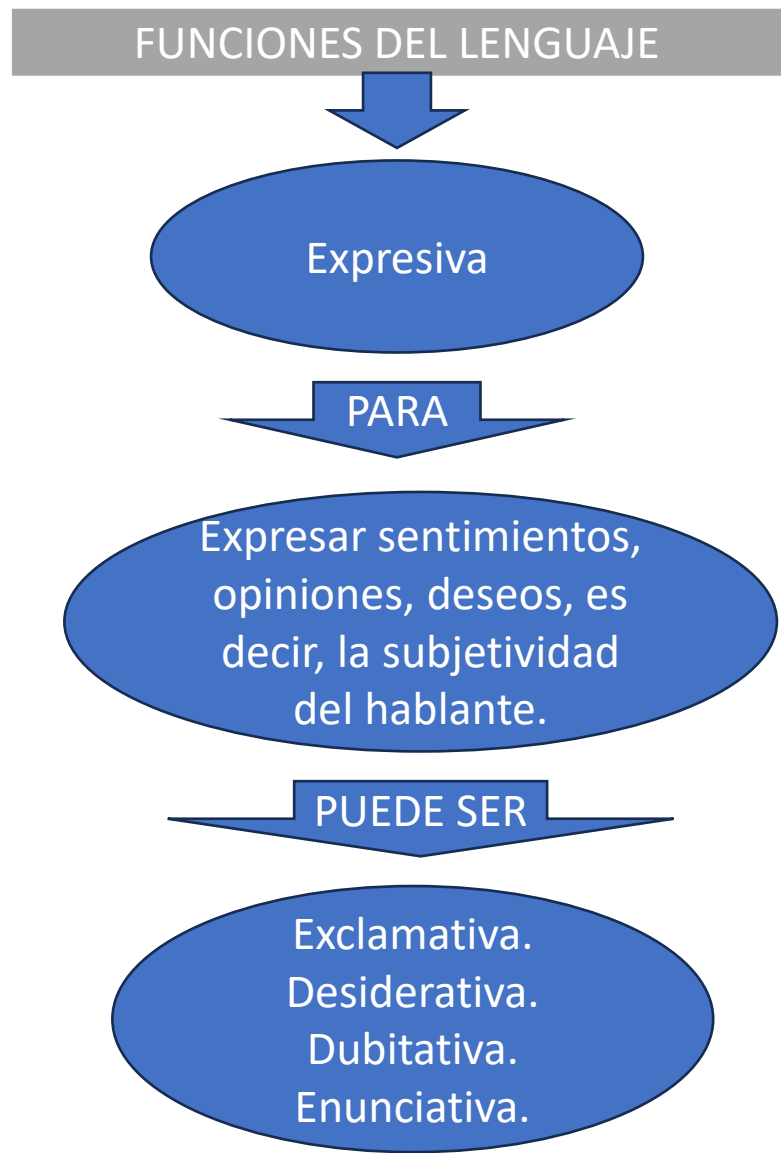 FUNCIONES DEL LENGUAJE
Expresiva
PARA
Expresar sentimientos,
opiniones, deseos, es
decir, la subjetividad
del hablante.
PUEDE SER
Exclamativa.
Desiderativa.
Dubitativa.
Enunciativa.